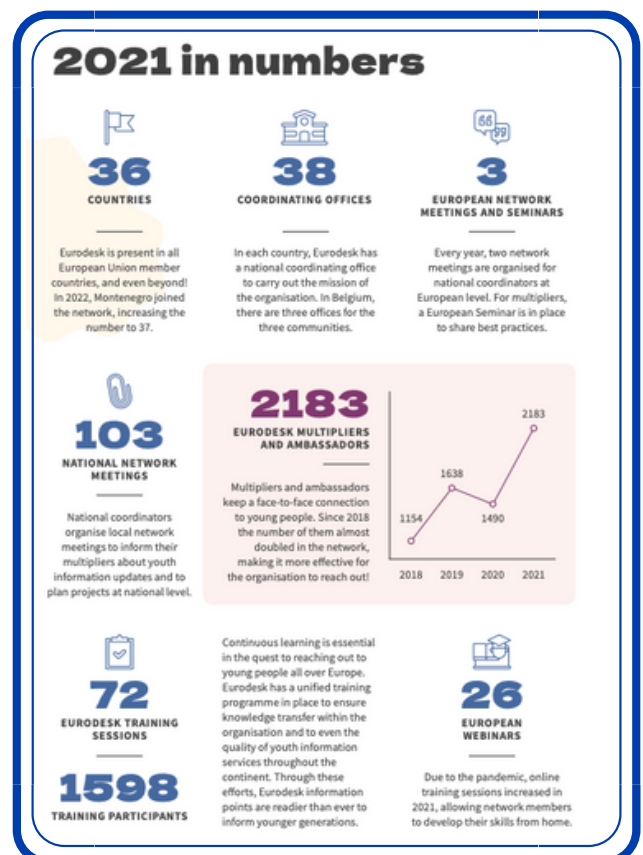 2021 in numbers
36
COUNTRIES
Eurodesk is present in all
European Union member
countries, and even beyond!
In 2022, Montenegro joined
the network, increasing the
number to 37.
38
COORDINATING OFFICES
In each country, Eurodesk has
a national coordinating office
to carry out the mission of
the organisation. In Belgium,
there are three offices for the
three communities.
66
99
3
EUROPEAN NETWORK
MEETINGS AND SEMINARS
Every year, two network
meetings are organised for
national coordinators at
European level. For multipliers,
a European Seminar is in place
to share best practices.
103
NATIONAL NETWORK
MEETINGS
National coordinators
organise local network
meetings to inform their
multipliers about youth
information updates and to
plan projects at national level.
2183
EURODESK MULTIPLIERS
AND AMBASSADORS
Multipliers and ambassadors
keep a face-to-face connection
to young people. Since 2018
the number of them almost
doubled in the network,
making it more effective for
the organisation to reach out!
2183
1638
1154
1490
2018 2019 2020 2021
72
EURODESK TRAINING
SESSIONS
1598
TRAINING PARTICIPANTS
Continuous learning is essential
in the quest to reaching out to
young people all over Europe.
Eurodesk has a unified training
programme in place to ensure
knowledge transfer within the
organisation and to even the
quality of youth information
services throughout the
continent. Through these
efforts, Eurodesk information
points are readier than ever to
inform younger generations.
26
EUROPEAN
WEBINARS
Due to the pandemic, online
training sessions increased in
2021, allowing network members
to develop their skills from home.